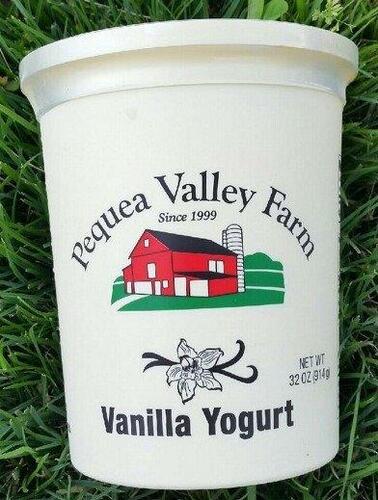 Pequea Valley Farm
Since 1999
NET WT
32 OZ (914g)
Vanilla Yogurt